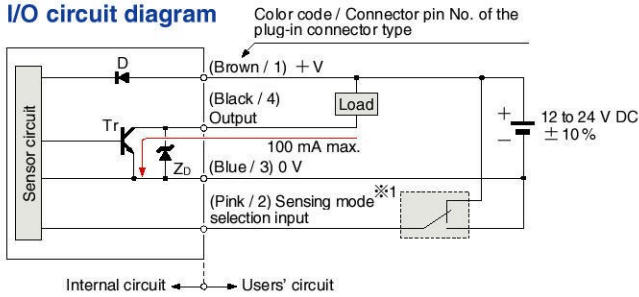 I/O circuit diagram
Color code / Connector pin No. of the
plug-in connector type
D
(Brown / 1) +V
(Black / 4)
Output
Load
Tr
100 mA max.
+
12 to 24 V DC
−
±10%
Sensor circuit
ZD
(Blue / 3) 0 V
(Pink / 2) Sensing mode ※1
selection input
Internal circuit
Users' circuit